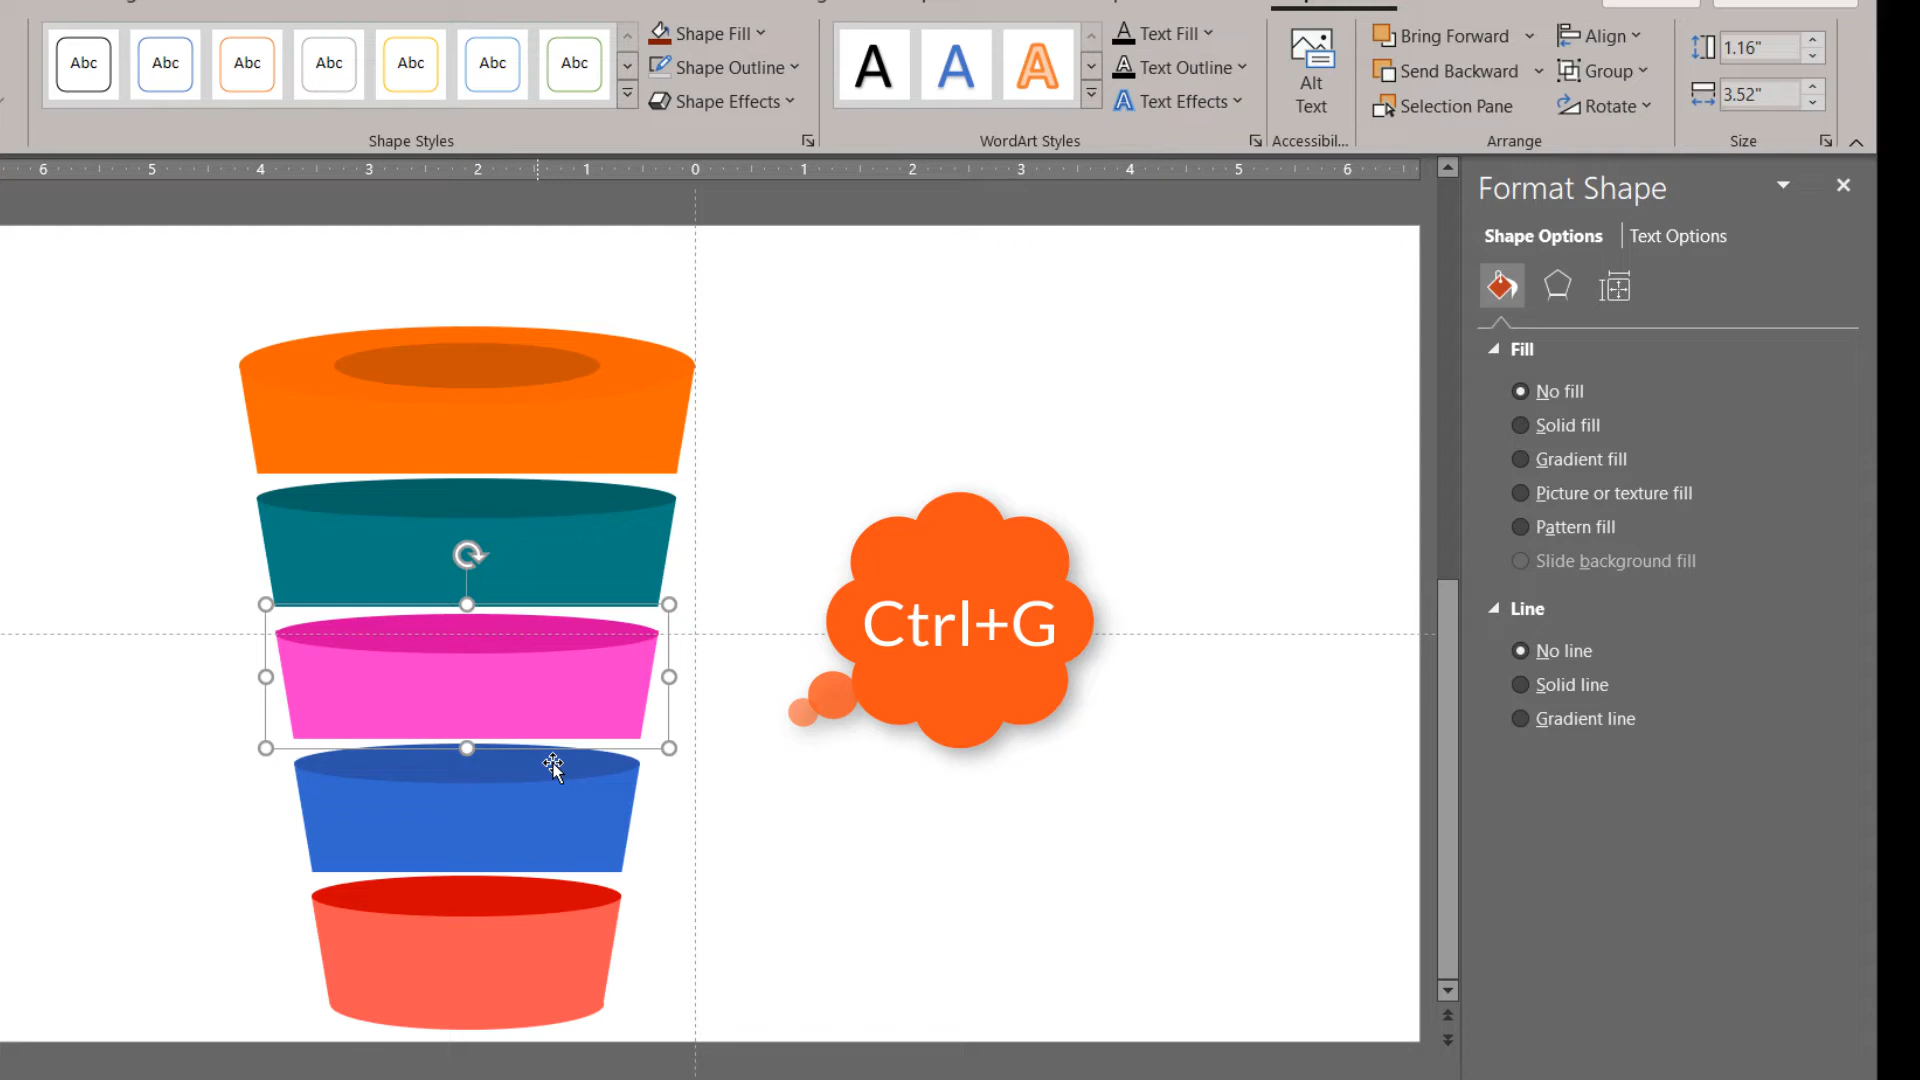 Abc Abc Abc Abc Abc Abc Abc
Shape Fill
Shape Outline
Shape Effects
Shape Styles
A A A
Text Fill
Text Outline
Text Effects
WordArt Styles
Alt
Text
Accessibil...
Bring Forward
Send Backward
Selection Pane
Align
Group
Rotate
Arrange
1.16"
3.52"
Size
6 5 4 3 2 1 0 1 2 3 4 5 6
Format Shape
Shape Options
Text Options
Fill
No fill
Solid fill
Gradient fill
Picture or texture fill
Pattern fill
Slide background fill
Line
No line
Solid line
Gradient line
Ctrl+G